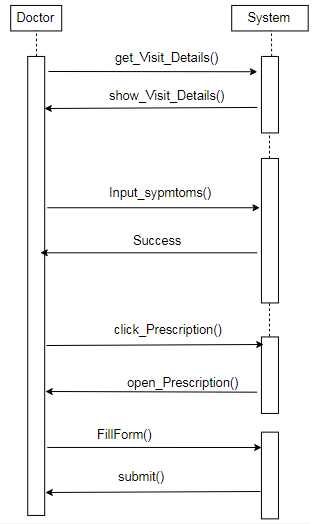 Doctor
System
get_Visit_Details()
show_Visit_Details()
Input_sypmtoms()
Success
click_Prescription()
open_Prescription()
FillForm()
submit()